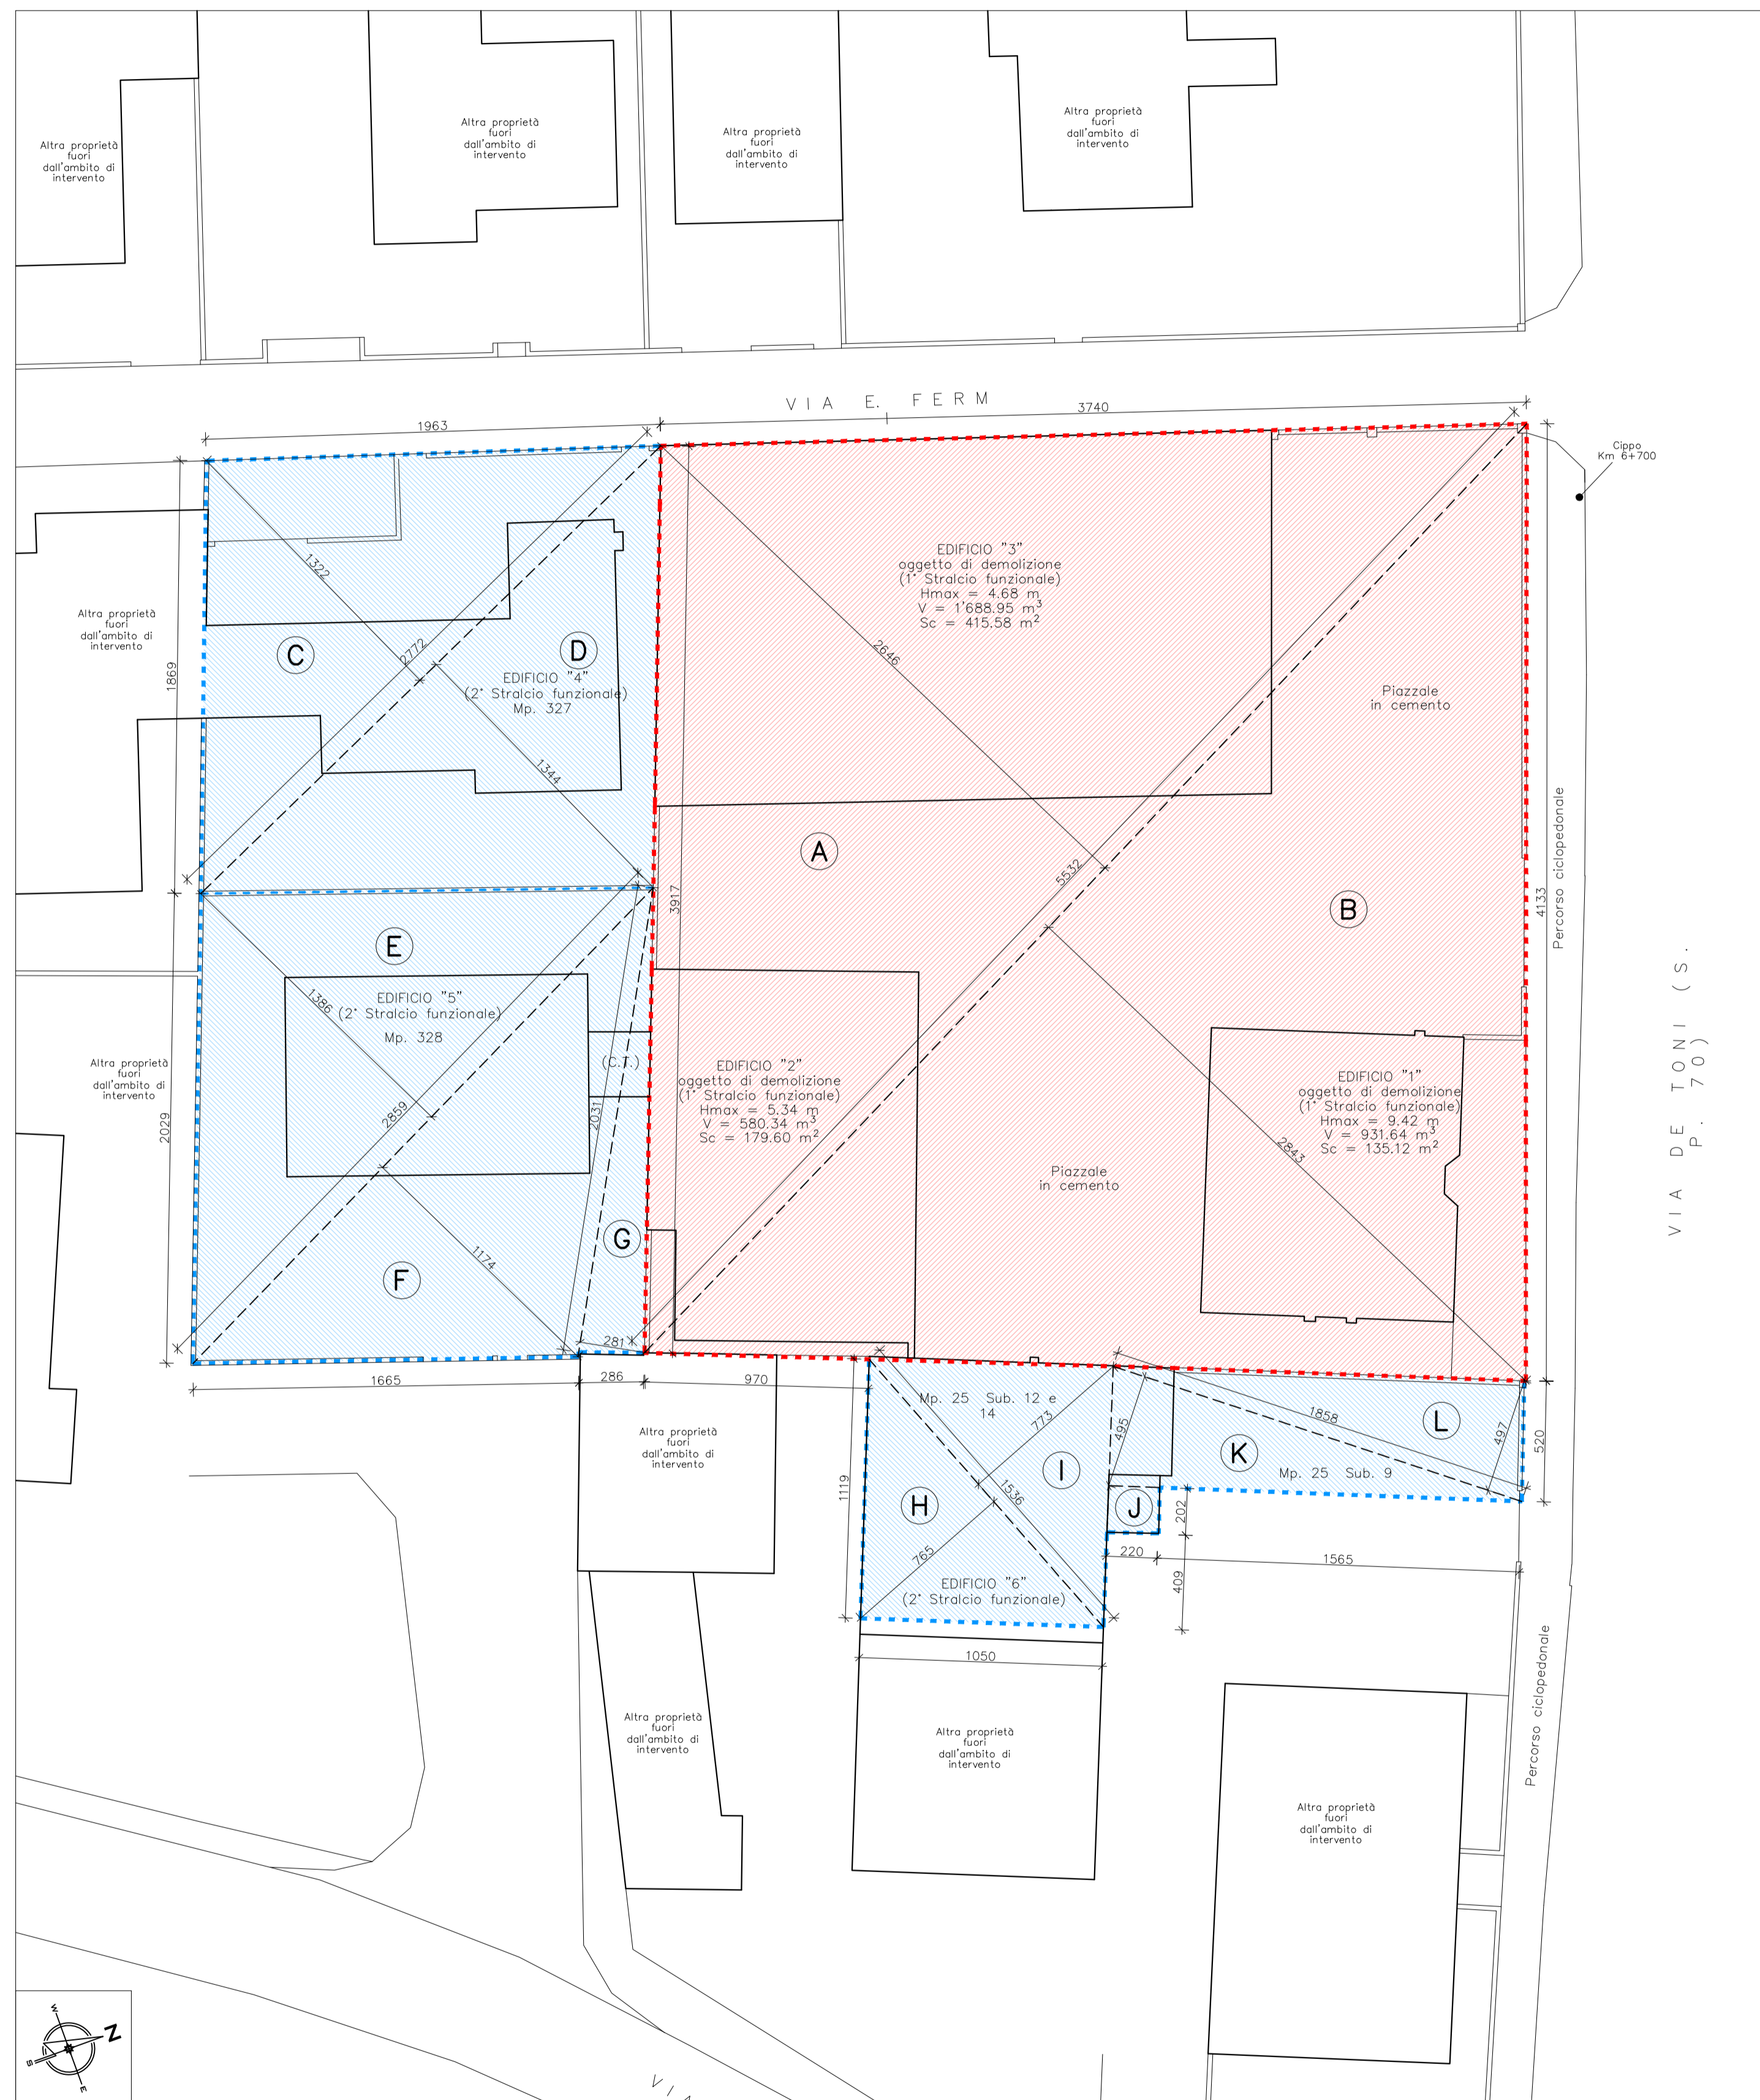 Altra proprietà
fuori
dall'ambito di
intervento
Altra proprietà
fuori
dall'ambito di
intervento
Altra proprietà
fuori
dall'ambito di
intervento
Altra proprietà
fuori
dall'ambito di
intervento
VIA E. FERM
1963
3740
Cippo
Km 6+700
EDIFICIO "3"
oggetto di demolizione
(1° Stralcio funzionale)
Hmax = 4.68 m
V = 1'688.95 m³
Sc = 415.58 m²
1322
2772
2646
Altra proprietà
fuori
dall'ambito di
intervento
1869
C
D
EDIFICIO "4"
(2° Stralcio funzionale)
Mp. 327
1344
Piazzale
in cemento
A
5532
B
3917
4133
Percorso ciclopedonale
E
EDIFICIO "5"
(2° Stralcio funzionale)
Mp. 328
1386
(C.T.)
2859
2031
Altra proprietà
fuori
dall'ambito di
intervento
2029
EDIFICIO "2"
oggetto di demolizione
(1° Stralcio funzionale)
Hmax = 5.34 m
V = 580.34 m³
Sc = 179.60 m²
EDIFICIO "1"
oggetto di demolizione
(1° Stralcio funzionale)
Hmax = 9.42 m
V = 931.64 m³
Sc = 135.12 m²
2843
Piazzale
in cemento
VIA DE TONI (S.
P. 70)
G
F
1174
281
1665
286
970
Mp. 25 Sub. 12 e
14
773
495
1858
L
497
520
K
Mp. 25 Sub. 9
Altra proprietà
fuori
dall'ambito di
intervento
1119
H
I
1536
J
202
765
220
1565
409
EDIFICIO "6"
(2° Stralcio funzionale)
1050
Percorso ciclopedonale
Altra proprietà
fuori
dall'ambito di
intervento
Altra proprietà
fuori
dall'ambito di
intervento
Altra proprietà
fuori
dall'ambito di
intervento
W
N
S
E
VIA